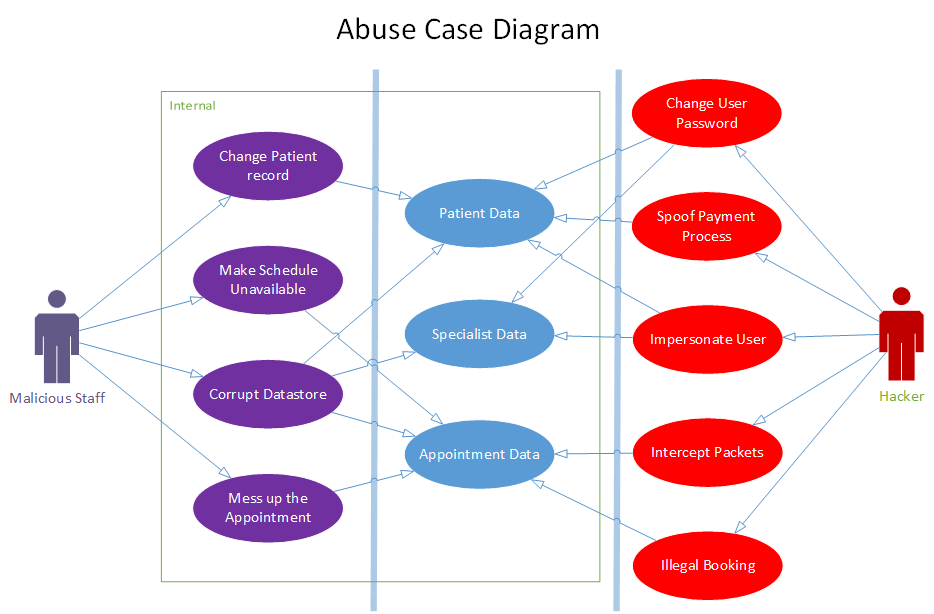 Abuse Case Diagram
Internal
Change Patient
record
Make Schedule
Unavailable
Corrupt Datastore
Mess up the
Appointment
Malicious Staff
Patient Data
Specialist Data
Appointment Data
Change User
Password
Spoof Payment
Process
Impersonate User
Intercept Packets
Illegal Booking
Hacker